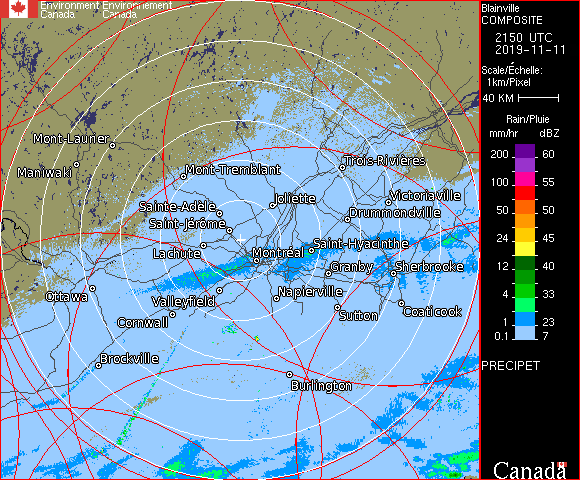 Environment Environnement
Canada Canada
Blainville
COMPOSITE
2150 UTC
2019-11-11
Scale/Échelle:
1km/Pixel
40 KM
Rain/Pluie
mm/hr dBZ
200 60
100 55
50 50
24 45
12 40
4 33
1 23
0.1 7
PRECIPET
Canada
Mont-Laurier
Maniwaki
Mont-Tremblant
Trois-Rivières
Sainte-Adèle
Joliette
Victoriaville
Drummondville
Saint-Jérôme
Lachute
Montréal
Saint-Hyacinthe
Granby
Sherbrooke
Ottawa
Valleyfield
Napierville
Cornwall
Sutton
Coaticook
Brockville
Burlington